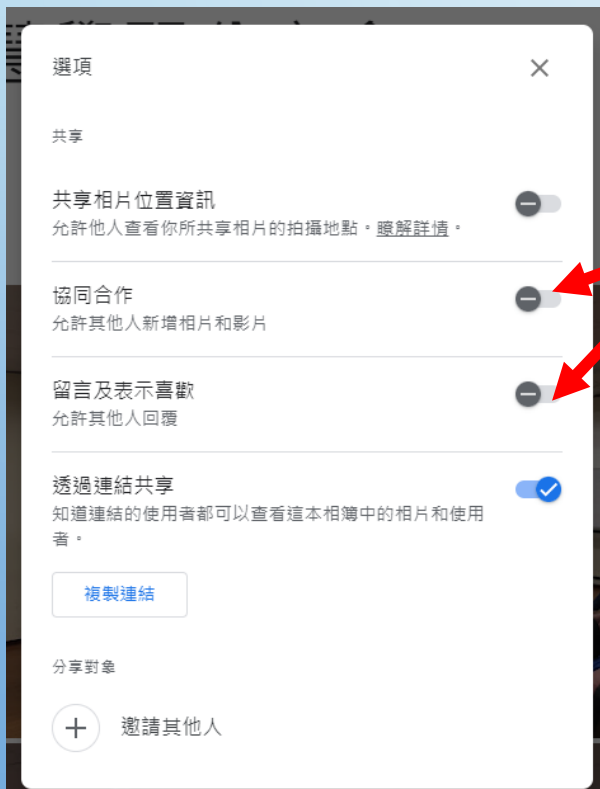 選項
共享
共享相片位置資訊
允許他人查看你所共享相片的拍攝地點。瞭解詳情。
協同合作
允許其他人新增相片和影片
留言及表示喜歡
允許其他人回覆
透過連結共享
知道連結的使用者都可以查看這本相簿中的相片和使用
者。
複製連結
分享對象
邀請其他人